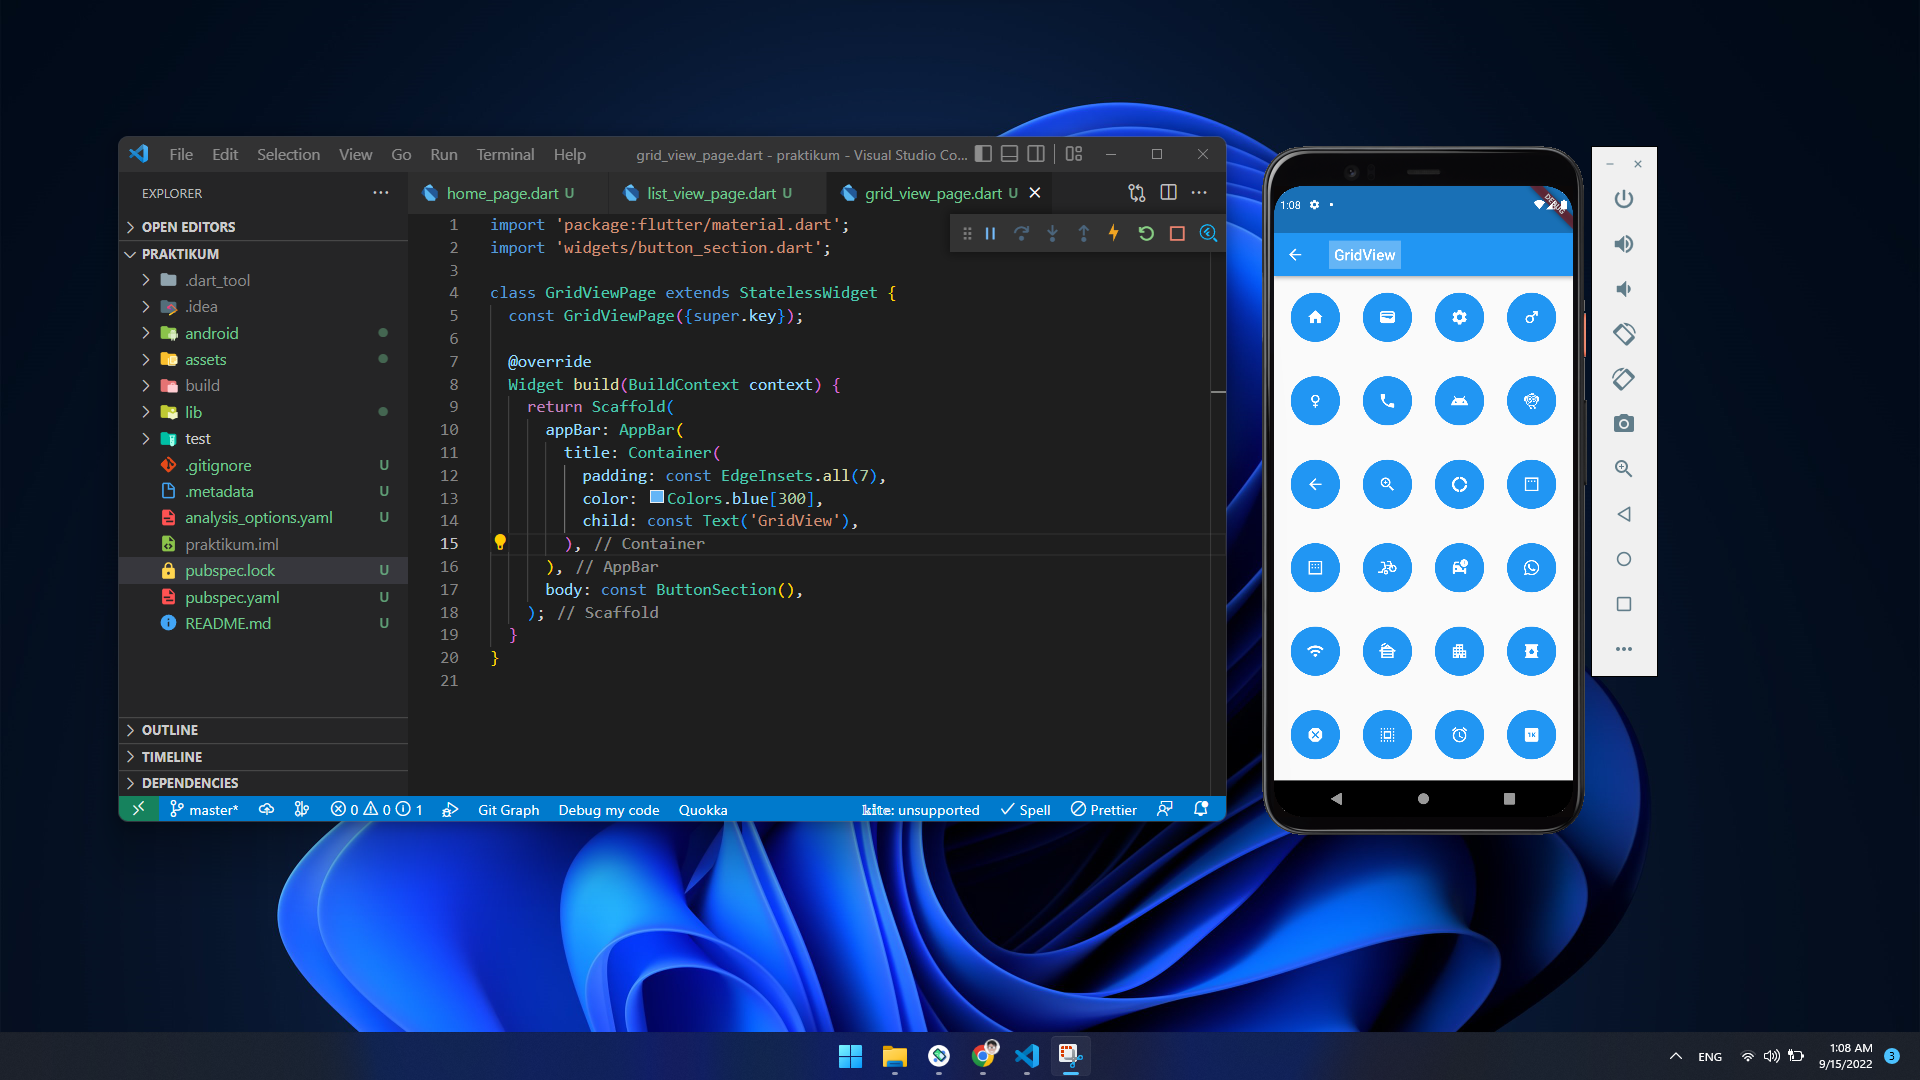 File Edit Selection View Go Run Terminal Help
grid_view_page.dart - praktikum - Visual Studio Co...
EXPLORER
OPEN EDITORS
PRAKTIKUM
.dart_tool
.idea
android
assets
build
lib
test
.gitignore U
.metadata U
analysis_options.yaml U
praktikum.iml
pubspec.lock U
pubspec.yaml U
README.md U
OUTLINE
TIMELINE
DEPENDENCIES
home_page.dart U list_view_page.dart U grid_view_page.dart U
1 import 'package:flutter/material.dart';
2 import 'widgets/button_section.dart';
3
4 class GridViewPage extends StatelessWidget {
5 const GridViewPage({super.key});
6
7 @override
8 Widget build(BuildContext context) {
9 return Scaffold(
10 appBar: AppBar(
11 title: Container(
12 padding: const EdgeInsets.all(7),
13 color: Colors.blue[300],
14 child: const Text('GridView'),
15 ), // Container
16 ), // AppBar
17 body: const ButtonSection(),
18 ); // Scaffold
19 }
20 }
21
master* 0 0 1 Git Graph Debug my code Quokka kite: unsupported Spell Prettier
1:08
DEBUG
GridView
1K
ENG
1:08 AM
9/15/2022
3